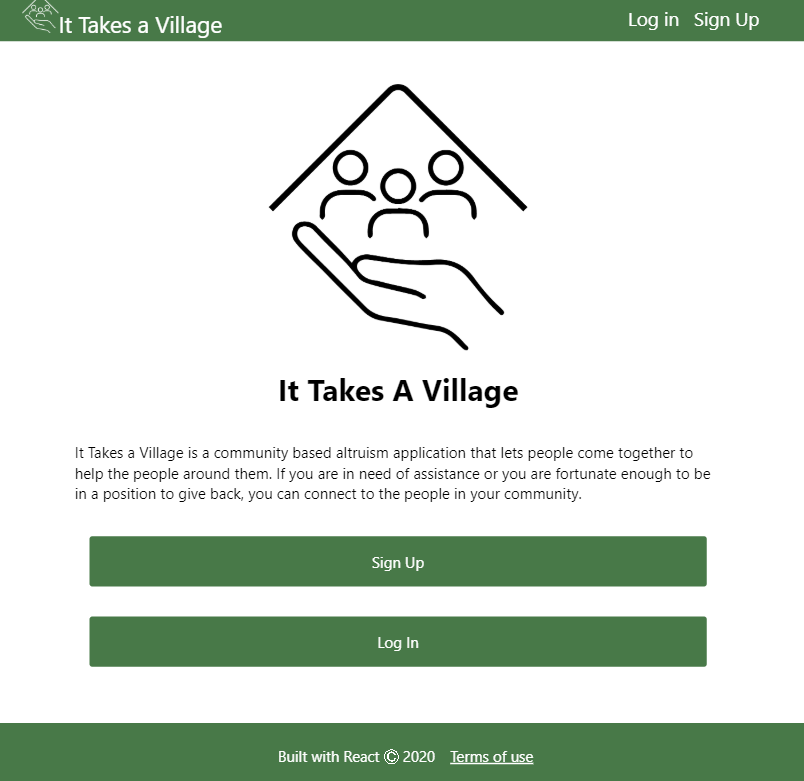 It Takes a Village
Log in Sign Up
It Takes A Village
It Takes a Village is a community based altruism application that lets people come together to
help the people around them. If you are in need of assistance or you are fortunate enough to be
in a position to give back, you can connect to the people in your community.
Sign Up
Log In
Built with React © 2020 Terms of use